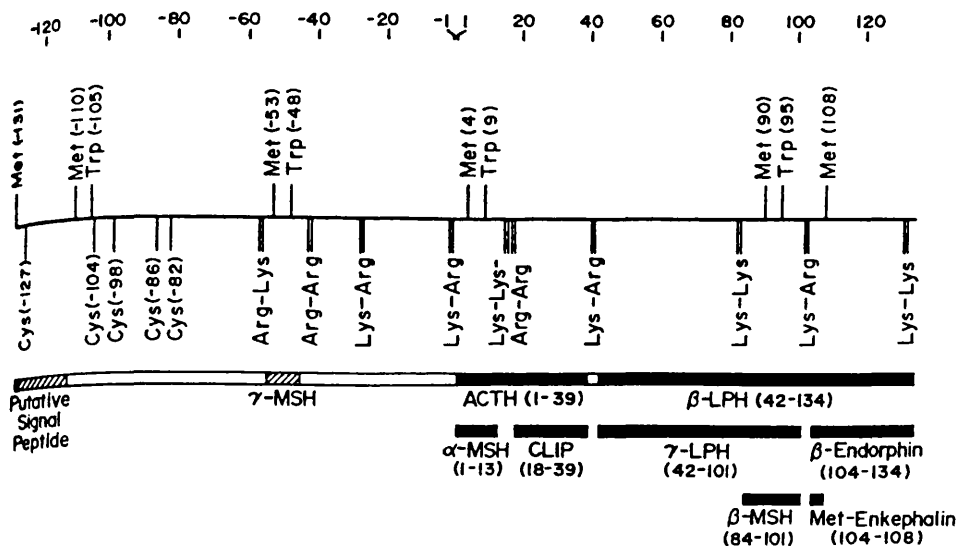 -120 -100 -80 -60 -40 -20 -1 1 20 40 60 80 100 120
Met (-131)
Met (-110)
Trp (-105)
Met (-53)
Trp (-48)
Met (4)
Trp (9)
Met (90)
Trp (95)
Met (108)
Cys (-127)
Cys (-104)
Cys (-98)
Cys (-86)
Cys (-82)
Arg-Lys
Arg-Arg
Lys-Arg
Lys-Arg
Lys-Lys-
Arg-Arg
Lys-Arg
Lys-Lys
Lys-Arg
Lys-Lys
Putative
Signal
Peptide
γ-MSH
ACTH (1-39)
β-LPH (42-134)
α-MSH
(1-13)
CLIP
(18-39)
γ-LPH
(42-101)
β-Endorphin
(104-134)
β-MSH
(84-101)
Met-Enkephalin
(104-108)